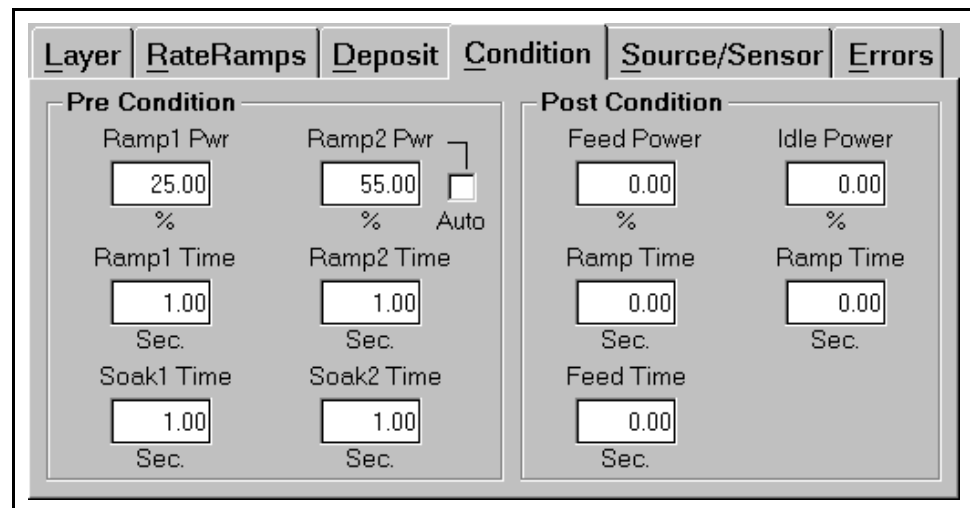 Layer RateRamps Deposit Condition Source/Sensor Errors
Pre Condition
Ramp1 Pwr Ramp2 Pwr
25.00 55.00
% % Auto
Ramp1 Time Ramp2 Time
1.00 1.00
Sec. Sec.
Soak1 Time Soak2 Time
1.00 1.00
Sec. Sec.
Post Condition
Feed Power Idle Power
0.00 0.00
% %
Ramp Time Ramp Time
0.00 0.00
Sec. Sec.
Feed Time
0.00
Sec.